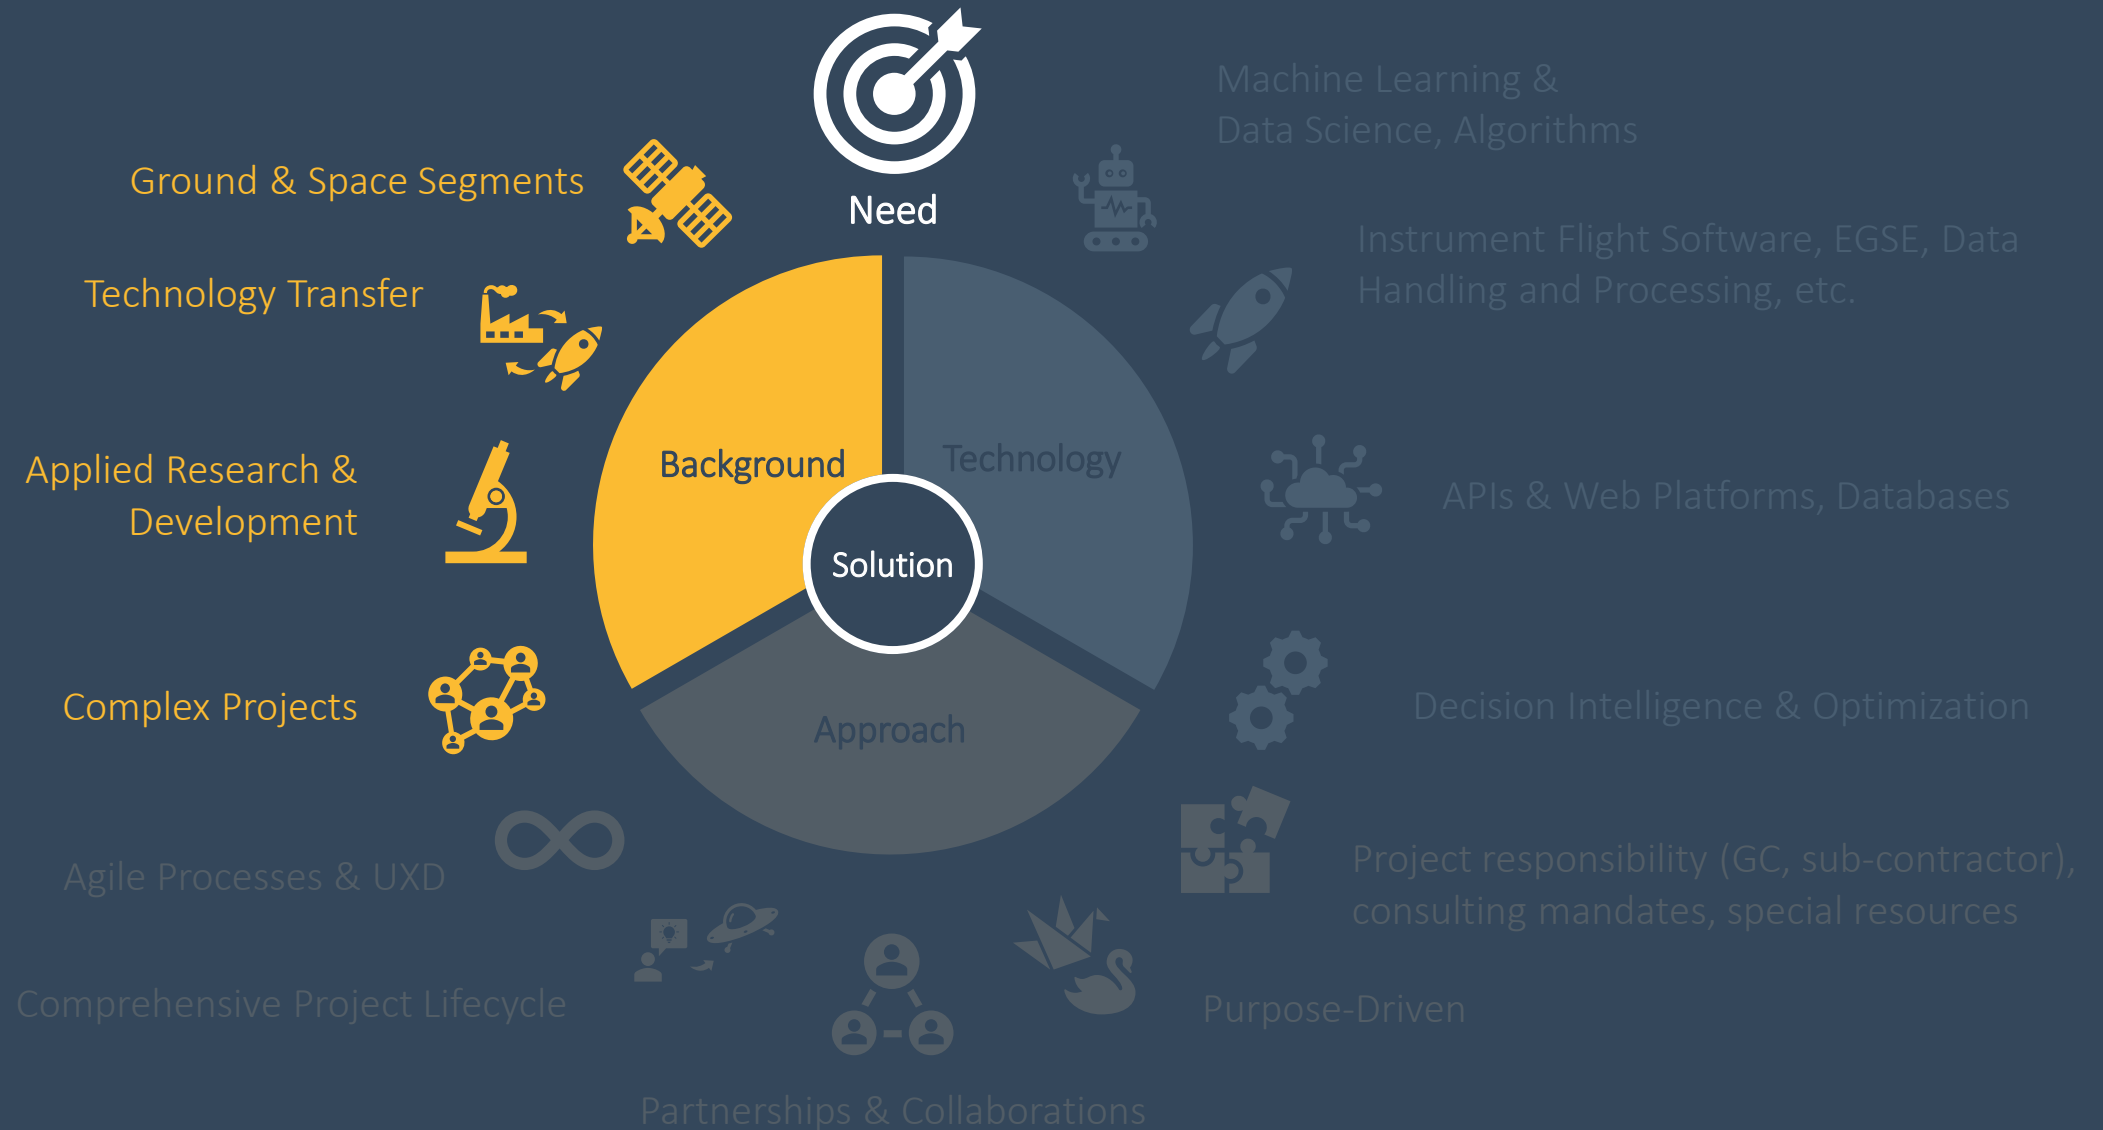 Need
Ground & Space Segments
Technology Transfer
Applied Research &
Development
Complex Projects
Background
Technology
Solution
Approach
Machine Learning &
Data Science, Algorithms
Instrument Flight Software, EGSE, Data
Handling and Processing, etc.
APIs & Web Platforms, Databases
Decision Intelligence & Optimization
Project responsibility (GC, sub-contractor),
consulting mandates, special resources
Purpose-Driven
Partnerships & Collaborations
Comprehensive Project Lifecycle
Agile Processes & UXD